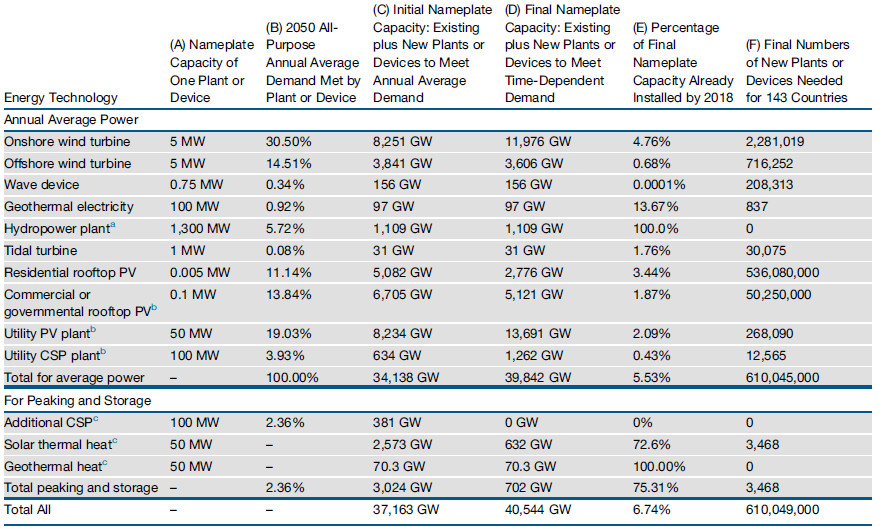 Energy Technology (A) Nameplate Capacity of One Plant or Device (B) 2050 All-Purpose Annual Average Demand Met by Plant or Device (C) Initial Nameplate Capacity: Existing plus New Plants or Devices to Meet Annual Average Demand (D) Final Nameplate Capacity: Existing plus New Plants or Devices to Meet Time-Dependent Demand (E) Percentage of Final Nameplate Capacity Already Installed by 2018 (F) Final Numbers of New Plants or Devices Needed for 143 Countries
Annual Average Power
Onshore wind turbine 5 MW 30.50% 8,251 GW 11,976 GW 4.76% 2,281,019
Offshore wind turbine 5 MW 14.51% 3,841 GW 3,606 GW 0.68% 716,252
Wave device 0.75 MW 0.34% 156 GW 156 GW 0.0001% 208,313
Geothermal electricity 100 MW 0.92% 97 GW 97 GW 13.67% 837
Hydropower plant^a 1,300 MW 5.72% 1,109 GW 1,109 GW 100.0% 0
Tidal turbine 1 MW 0.08% 31 GW 31 GW 1.76% 30,075
Residential rooftop PV 0.005 MW 11.14% 5,082 GW 2,776 GW 3.44% 536,080,000
Commercial or governmental rooftop PV^b 0.1 MW 13.84% 6,705 GW 5,121 GW 1.87% 50,250,000
Utility PV plant^b 50 MW 19.03% 8,234 GW 13,691 GW 2.09% 268,090
Utility CSP plant^b 100 MW 3.93% 634 GW 1,262 GW 0.43% 12,565
Total for average power – 100.00% 34,138 GW 39,842 GW 5.53% 610,045,000
For Peaking and Storage
Additional CSP^c 100 MW 2.36% 381 GW 0 GW 0% 0
Solar thermal heat^c 50 MW – 2,573 GW 632 GW 72.6% 3,468
Geothermal heat^c 50 MW – 70.3 GW 70.3 GW 100.00% 0
Total peaking and storage – 2.36% 3,024 GW 702 GW 75.31% 3,468
Total All – – 37,163 GW 40,544 GW 6.74% 610,049,000